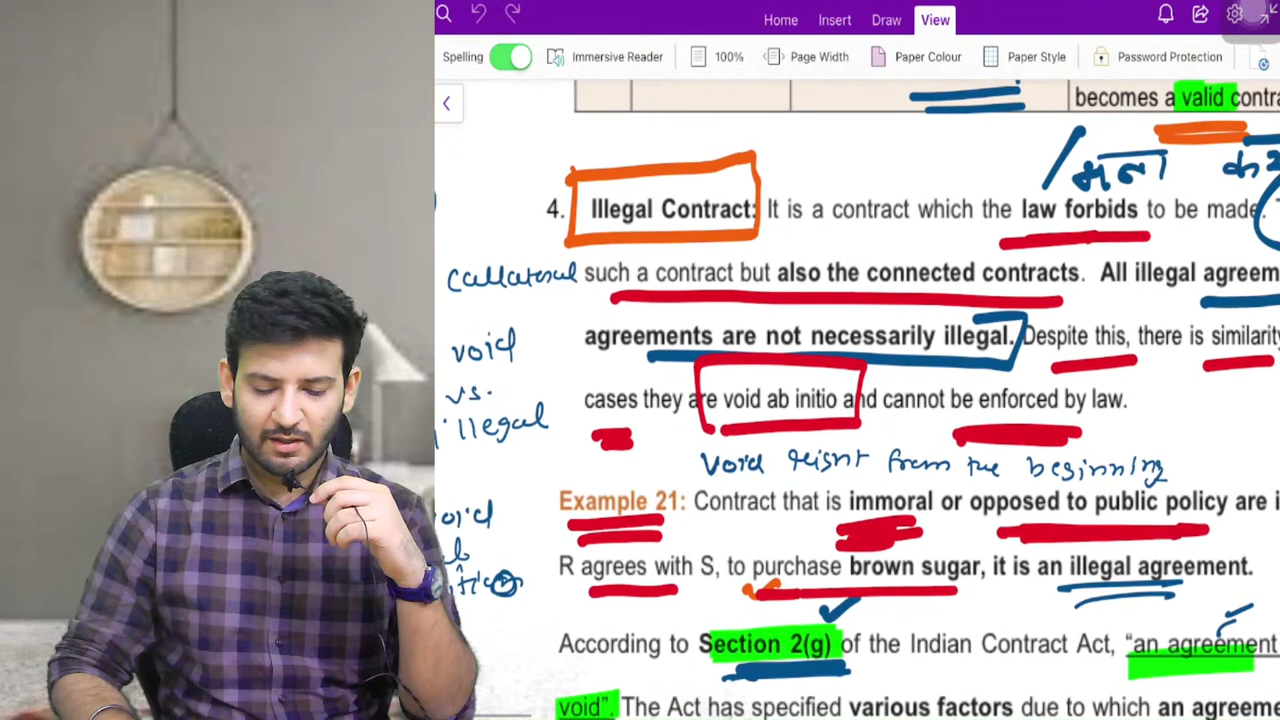 Home Insert Draw View
Spelling Immersive Reader 100% Page Width Paper Colour Paper Style Password Protection
becomes a valid contra
मना
4. Illegal Contract: It is a contract which the law forbids to be made.
callateral such a contract but also the connected contracts. All illegal agreem
agreements are not necessarily illegal. Despite this, there is similarity
void
vs.
illegal
cases they are void ab initio and cannot be enforced by law.
Void right from the beginning
Example 21: Contract that is immoral or opposed to public policy are i
R agrees with S, to purchase brown sugar, it is an illegal agreement.
According to Section 2(g) of the Indian Contract Act, “an agreement
void”. The Act has specified various factors due to which an agreeme